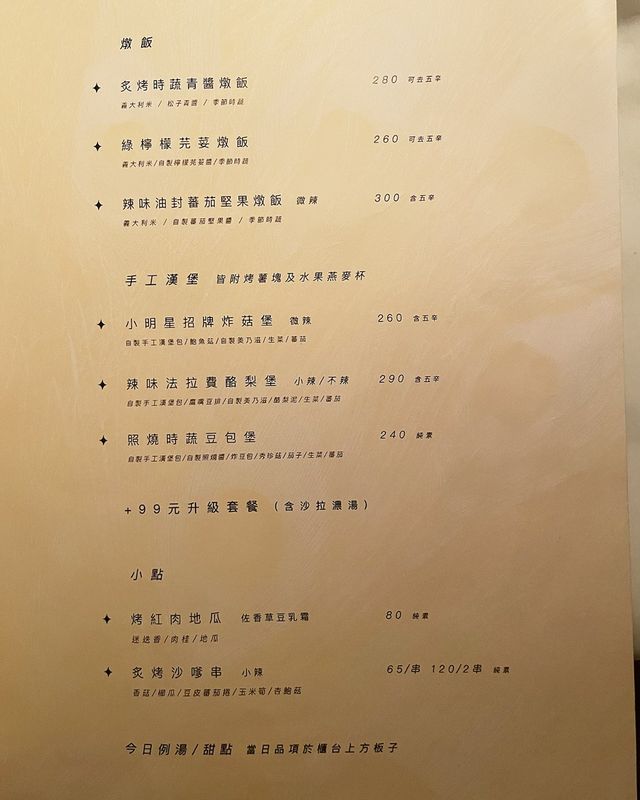 燉飯
炙烤時蔬青醬燉飯 280 可去五辛
義大利米 / 松子青醬 / 季節時蔬
綠檸檬芫荽燉飯 260 可去五辛
義大利米/自製檸檬芫荽醬/季節時蔬
辣味油封蕃茄堅果燉飯 微辣 300 含五辛
義大利米 / 自製蕃茄堅果醬 / 季節時蔬
手工漢堡 皆附烤薯塊及水果燕麥杯
小明星招牌炸菇堡 微辣 260 含五辛
自製手工漢堡包/鮑魚菇/自製美乃滋/生菜/蕃茄
辣味法拉費酪梨堡 小辣/不辣 290 含五辛
自製手工漢堡包/鷹嘴豆排/自製美乃滋/酪梨泥/生菜/蕃茄
照燒時蔬豆包堡 240 純素
自製手工漢堡包/自製照燒醬/炸豆包/秀珍菇/茄子/生菜/蕃茄
+99元升級套餐 (含沙拉濃湯)
小點
烤紅肉地瓜 佐香草豆乳霜 80 純素
迷迭香/肉桂/地瓜
炙烤沙嗲串 小辣 65/串 120/2串 純素
香菇/櫛瓜/豆皮蕃茄捲/玉米筍/杏鮑菇
今日例湯/甜點 當日品項於櫃台上方板子